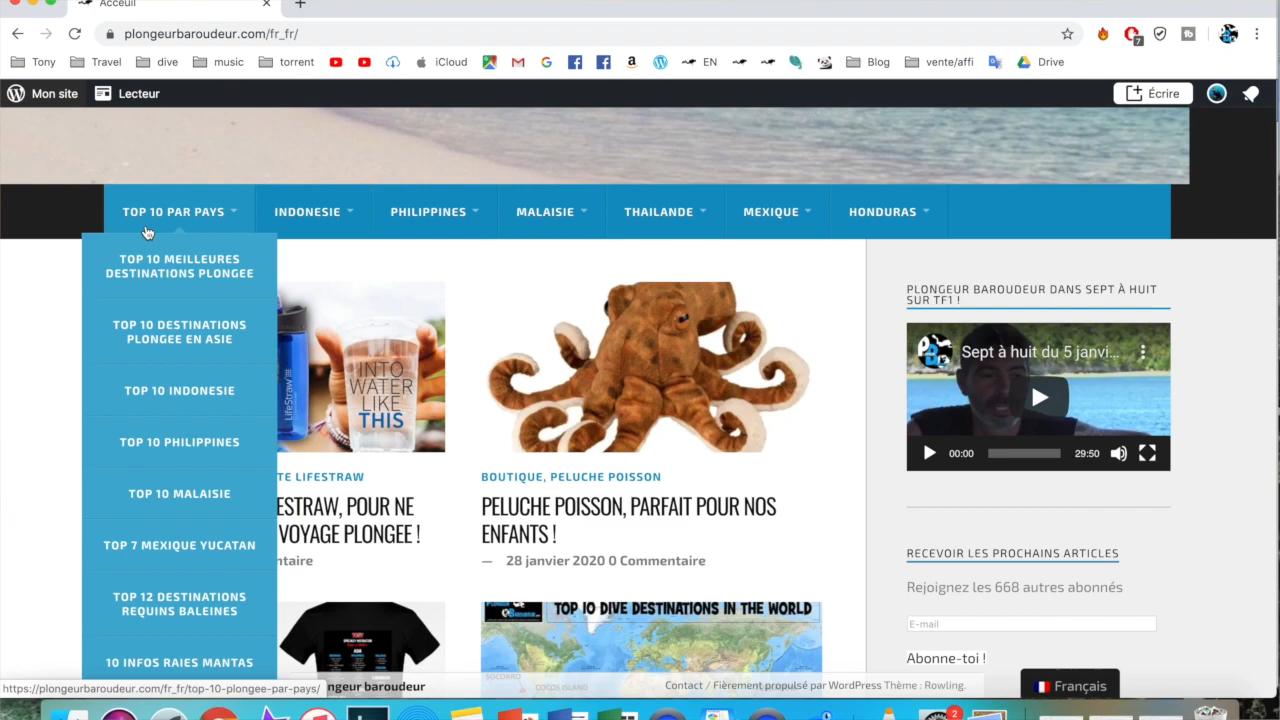 Acceuil
plongeurbaroudeur.com/fr_fr/
7
Tony
Travel
dive
music
torrent
iCloud
EN
Blog
vente/affi
Drive
Mon site
Lecteur
Écrire
TOP 10 PAR PAYS
INDONESIE
PHILIPPINES
MALAISIE
THAILANDE
MEXIQUE
HONDURAS
TOP 10 MEILLEURES
DESTINATIONS PLONGEE
TOP 10 DESTINATIONS
PLONGEE EN ASIE
TOP 10 INDONESIE
TOP 10 PHILIPPINES
TOP 10 MALAISIE
TOP 7 MEXIQUE YUCATAN
TOP 12 DESTINATIONS
REQUINS BALEINES
10 INFOS RAIES MANTAS
LifeStraw
INTO
WATER
LIKE
THIS
TE LIFESTRAW
ESTRAW, POUR NE
VOYAGE PLONGEE !
ntaire
BOUTIQUE, PELUCHE POISSON
PELUCHE POISSON, PARFAIT POUR NOS
ENFANTS !
— 28 janvier 2020 0 Commentaire
TOP 10 DIVE DESTINATIONS IN THE WORLD
SOCORRO
COCOS ISLAND
PLONGEUR BAROUDEUR DANS SEPT À HUIT
SUR TF1 !
Sept à huit du 5 janvi...
00:00
29:50
RECEVOIR LES PROCHAINS ARTICLES
Rejoignez les 668 autres abonnés
E-mail
Abonne-toi !
https://plongeurbaroudeur.com/fr_fr/top-10-plongee-par-pays/
ngeur baroudeur
Contact / Fièrement propulsé par WordPress Thème : Rowling.
Français
2